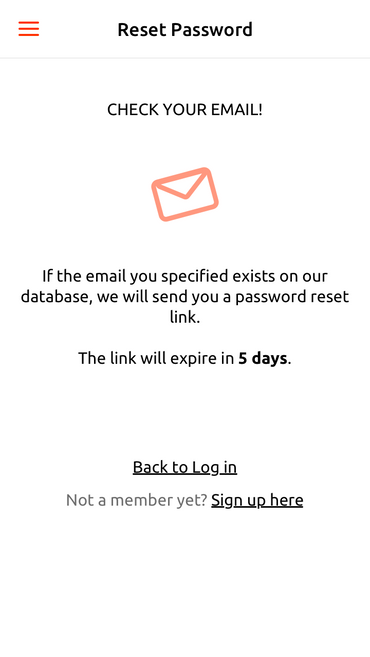 Reset Password
CHECK YOUR EMAIL!
If the email you specified exists on our
database, we will send you a password reset
link.
The link will expire in 5 days.
Back to Log in
Not a member yet? Sign up here